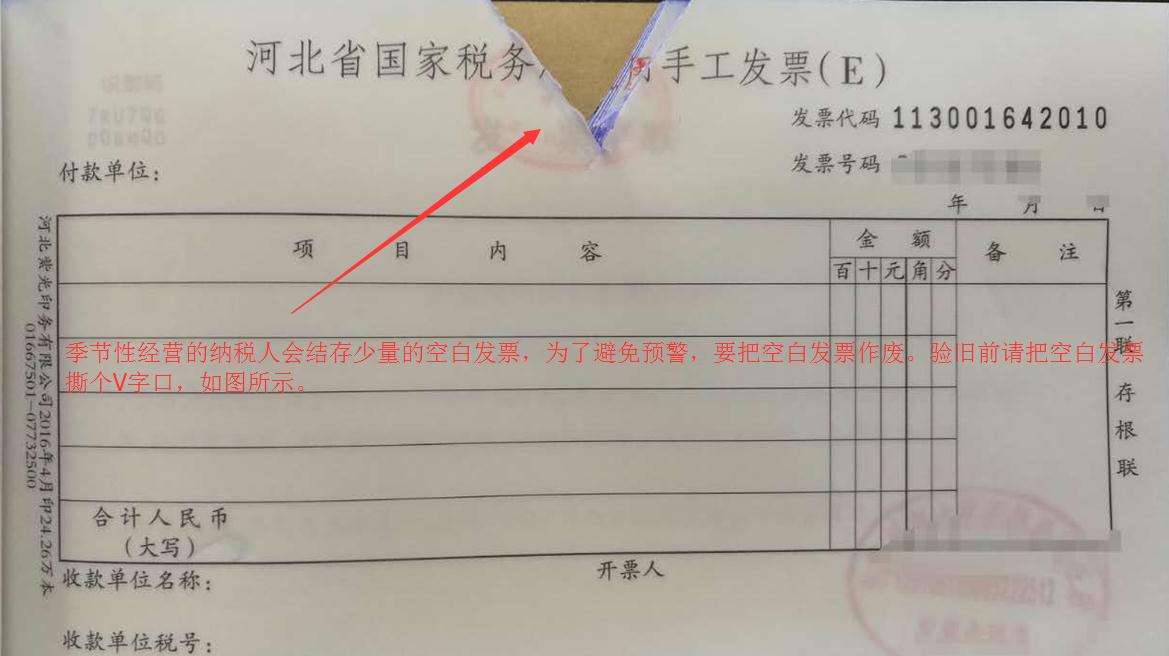 河北省国家税务
手工发票(E)
发票代码 113001642010
发票号码
付款单位:
年 月 日
项目内容
金额
备注
百十元角分
季节性经营的纳税人会结存少量的空白发票，为了避免预警，要把空白发票作废。验旧前请把空白发票
撕个V字口，如图所示。
合计人民币
(大写)
收款单位名称:
开票人
收款单位税号:
第一联 存根联
河北紫光印务有限公司2016年4月印24.26万本
01667501—07732500